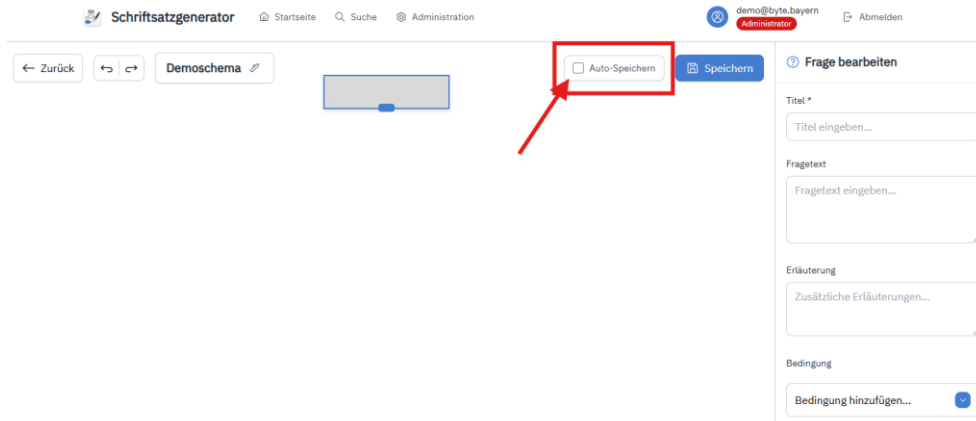 Schriftsatzgenerator Startseite Suche Administration demo@byte.bayern Administrator Abmelden
Zurück Demoschema Auto-Speichern Speichern Frage bearbeiten
Titel *
Titel eingeben...
Fragetext
Fragetext eingeben...
Erläuterung
Zusätzliche Erläuterungen...
Bedingung
Bedingung hinzufügen...